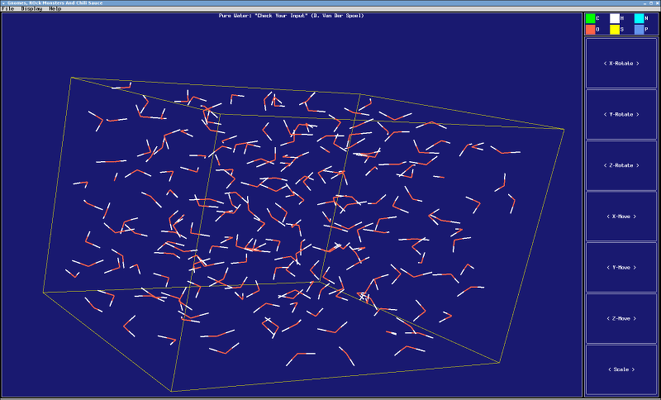 Gnomes, ROck Monsters And Chili Sauce
File Display Help
Pure Water: "Check Your Input" (D. Van Der Spoel)
C H N
O S P
< X-Rotate >
< Y-Rotate >
< Z-Rotate >
< X-Move >
< Y-Move >
< Z-Move >
< Scale >